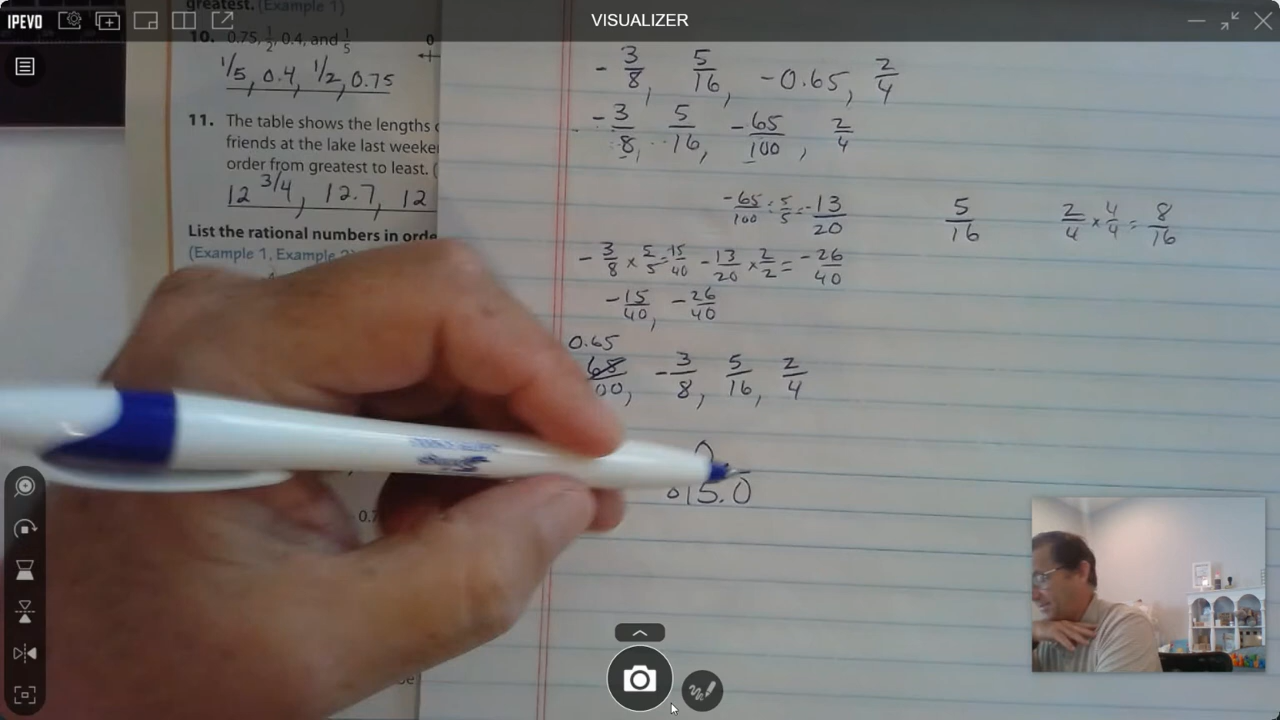 IPEVO
VISUALIZER
greatest. (Example 1)
10. 0.75, 1/2, 0.4, and 1/5
0
1/5, 0.4, 1/2, 0.75
11. The table shows the lengths
friends at the lake last weeke
order from greatest to least. (
12 3/4, 12.7, 12
List the rational numbers in orde
(Example 1, Example
0.7
- 3/8, 5/16, -0.65, 2/4
- 3/8, 5/16, -65/100, 2/4
-65/100 ÷ 5/5 = -13/20
5/16
2/4 × 4/4 = 8/16
- 3/8 × 5/5 = 15/40 - 13/20 × 2/2 = -26/40
-15/40, -26/40
0.65
00, - 3/8, 5/16, 2/4
15.0